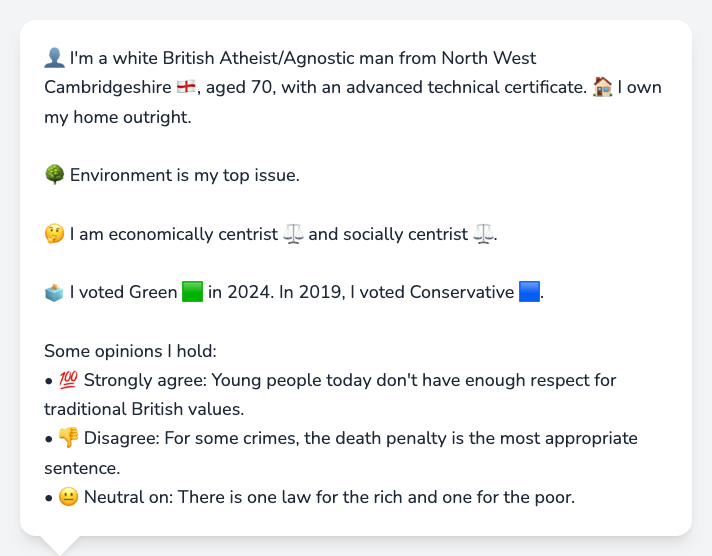 👤 I'm a white British Atheist/Agnostic man from North West
Cambridgeshire 🏴󠁧󠁢󠁥󠁮󠁧󠁿, aged 70, with an advanced technical certificate. 🏠 I own
my home outright.
🌳 Environment is my top issue.
🤔 I am economically centrist ⚖️ and socially centrist ⚖️.
🗳️ I voted Green 🟩 in 2024. In 2019, I voted Conservative 🟦.
Some opinions I hold:
• 💯 Strongly agree: Young people today don't have enough respect for
traditional British values.
• 👎 Disagree: For some crimes, the death penalty is the most appropriate
sentence.
• 😐 Neutral on: There is one law for the rich and one for the poor.